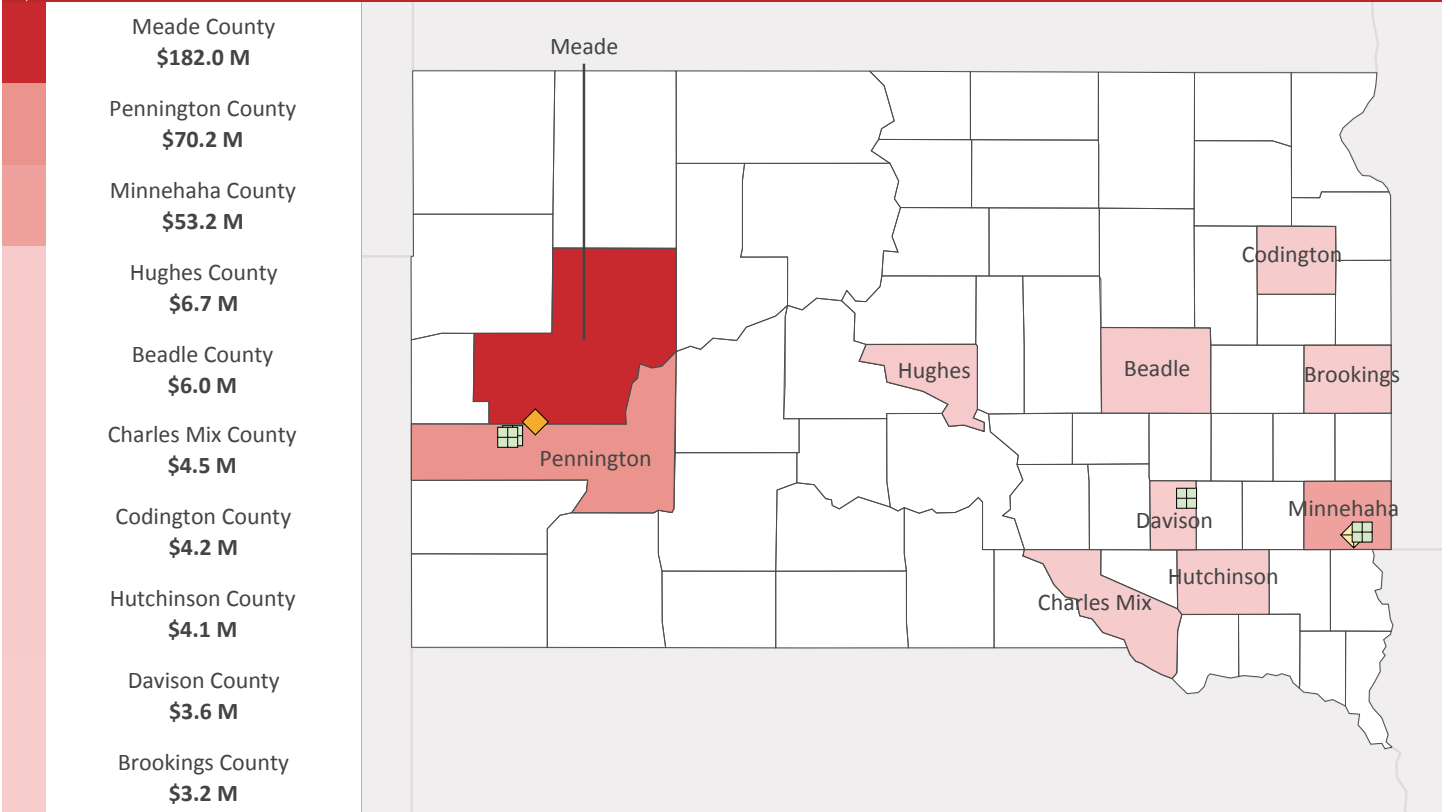 Meade County
$182.0 M
Pennington County
$70.2 M
Minnehaha County
$53.2 M
Hughes County
$6.7 M
Beadle County
$6.0 M
Charles Mix County
$4.5 M
Codington County
$4.2 M
Hutchinson County
$4.1 M
Davison County
$3.6 M
Brookings County
$3.2 M
Meade
Codington
Hughes
Beadle
Brookings
Pennington
Minnehaha
Davison
Hutchinson
Charles Mix